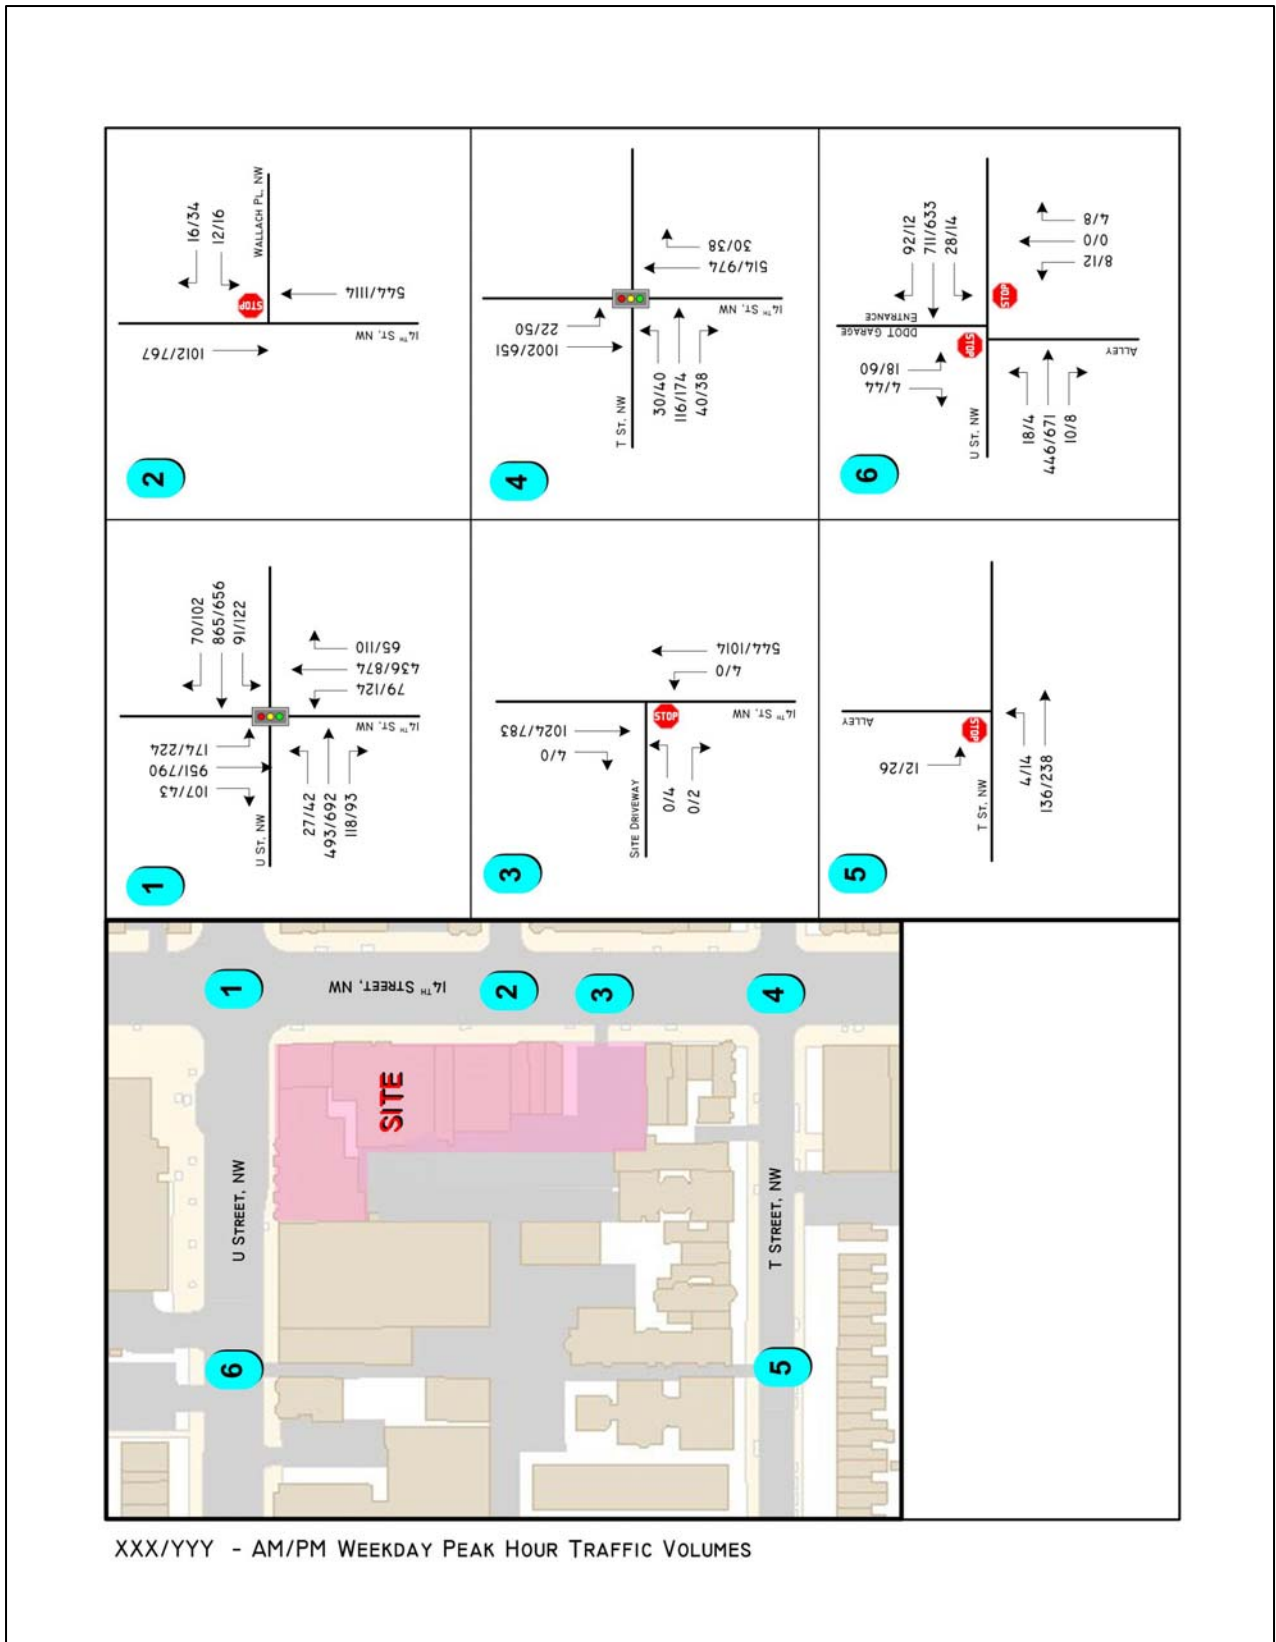 16/34
12/16
WALLACH PL, NW
STOP
544/1114
14TH ST, NW
1012/767
2
30/38
514/974
14TH ST, NW
22/50
1002/651
T ST, NW
30/40
116/174
40/38
4
92/12
711/633
28/14
4/8
0/0
8/12
STOP
DDOT GARAGE
ENTRANCE
STOP
18/60
4/44
ALLEY
U ST, NW
18/4
446/671
10/8
6
70/102
865/656
91/122
65/110
436/874
79/124
14TH ST, NW
174/224
951/790
107/43
U ST, NW
27/42
493/692
118/93
1
544/1014
4/0
STOP
14TH ST, NW
1024/783
4/0
SITE DRIVEWAY
0/4
0/2
3
ALLEY
STOP
12/26
4/14
136/238
T ST, NW
5
1
14TH STREET, NW
2
3
4
SITE
U STREET, NW
T STREET, NW
6
5
XXX/YYY - AM/PM WEEKDAY PEAK HOUR TRAFFIC VOLUMES